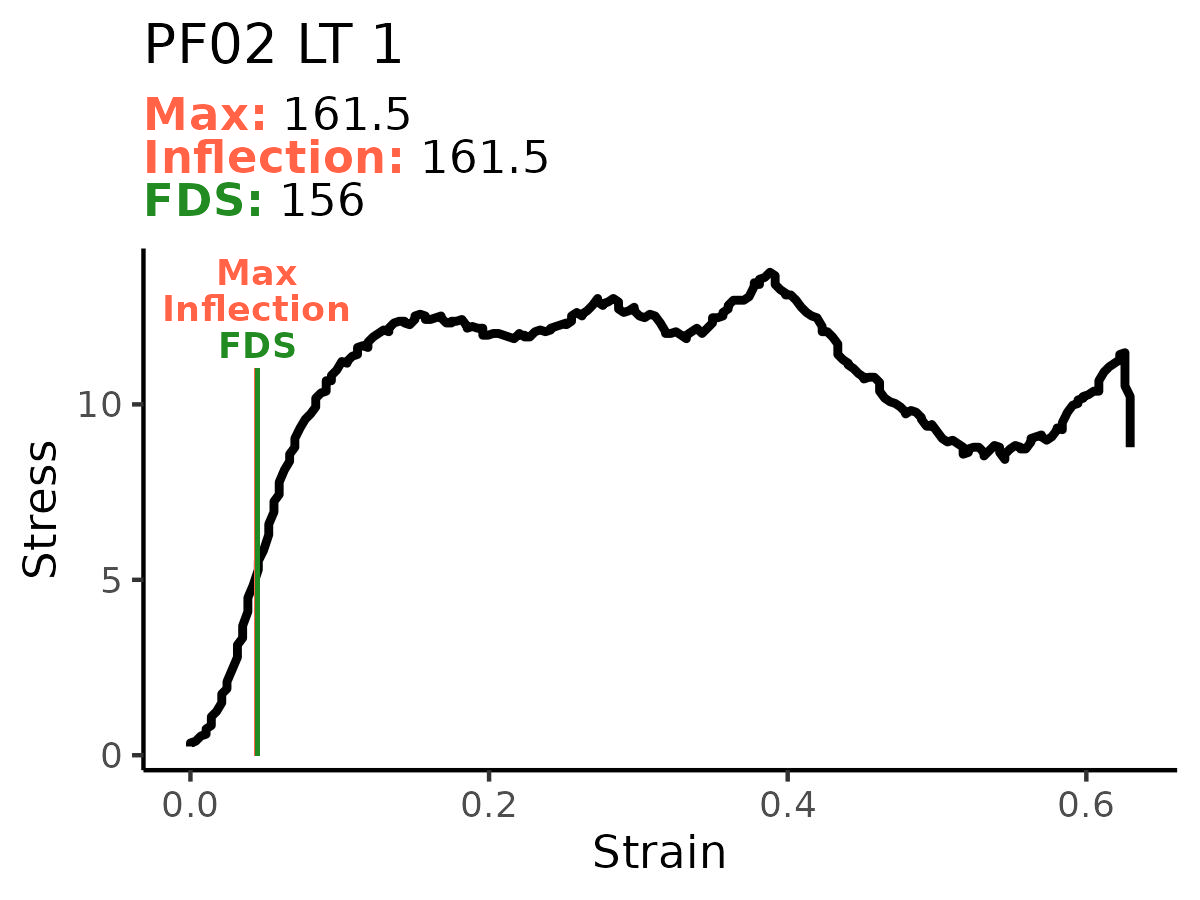 PF02 LT 1
Max: 161.5
Inflection: 161.5
FDS: 156
Max
Inflection
FDS
10
5
0
Stress
0.0 0.2 0.4 0.6
Strain